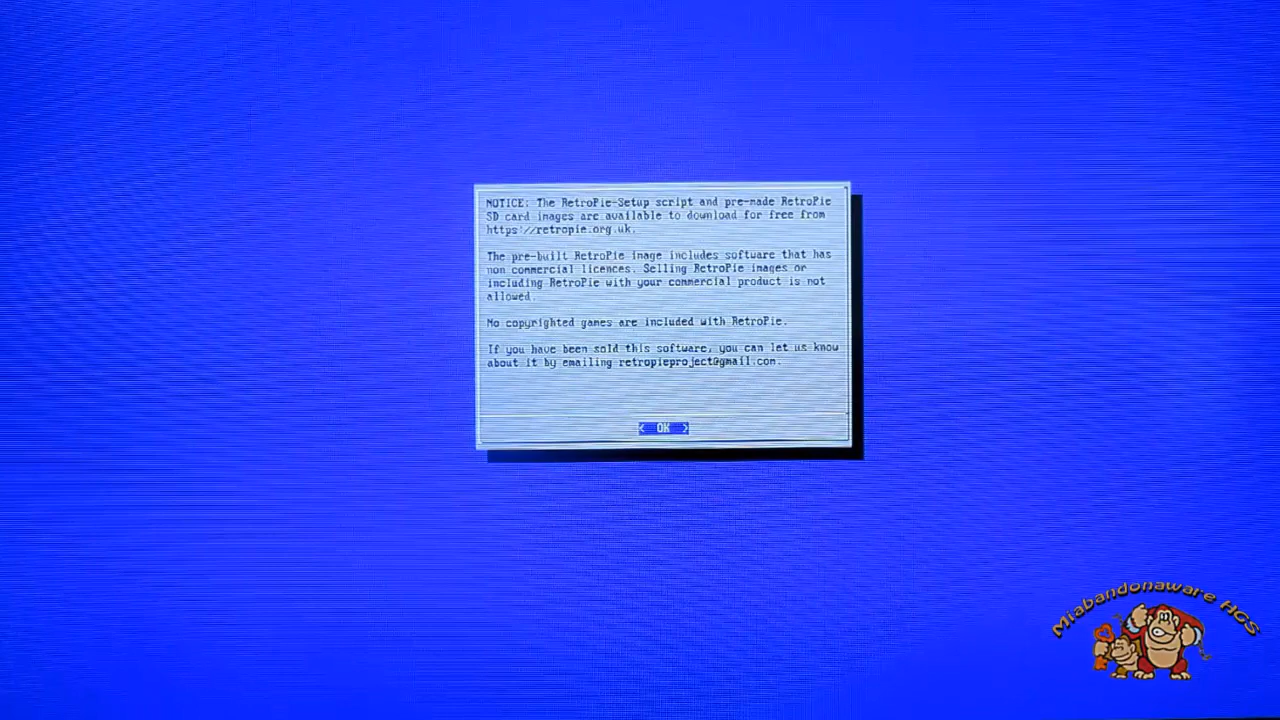 NOTICE: The RetroPie-Setup script and pre-made RetroPie
SD card images are available to download for free from
https://retropie.org.uk.
The pre-built RetroPie image includes software that has
non commercial licences. Selling RetroPie images or
including RetroPie with your commercial product is not
allowed.
No copyrighted games are included with RetroPie.
If you have been sold this software, you can let us know
about it by emailing retropieproject@gmail.com.
< OK >
Miabandonaware HGS